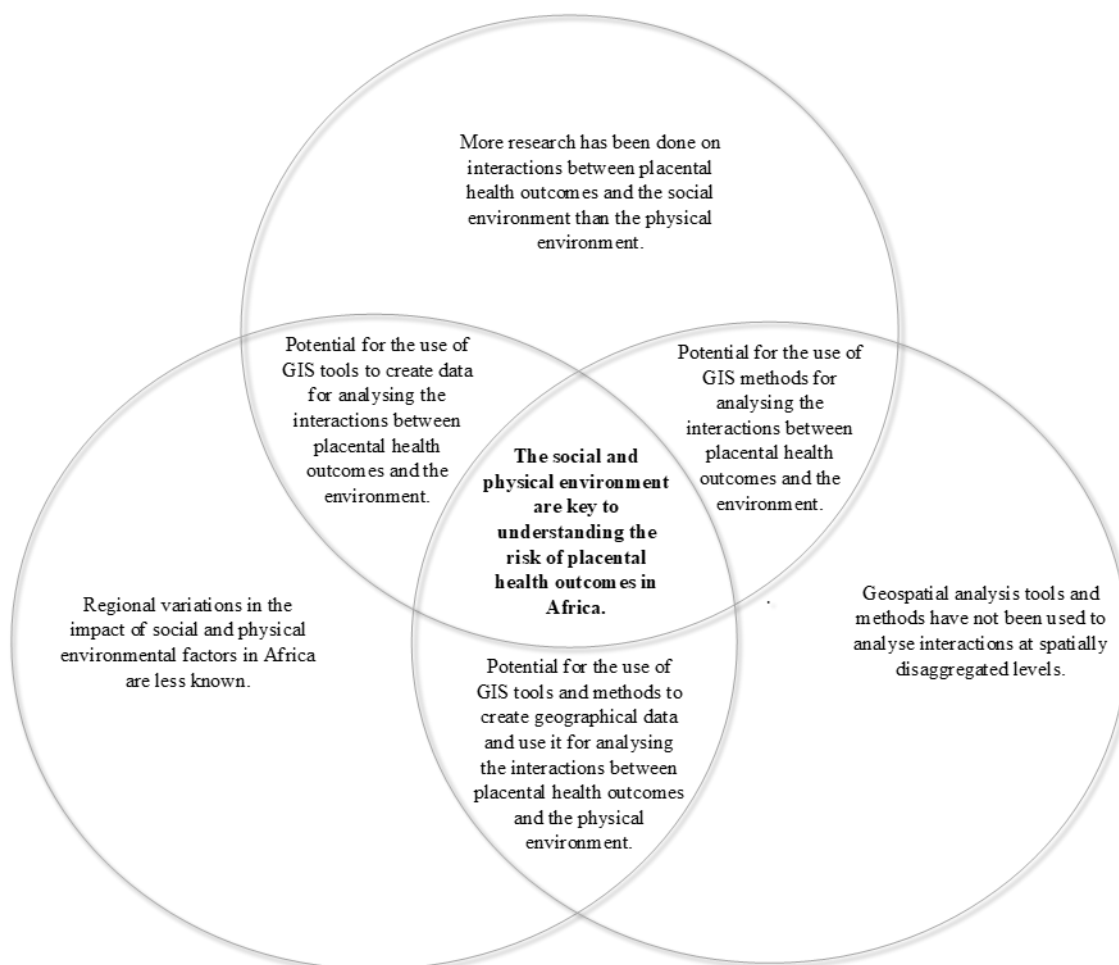 More research has been done on
interactions between placental
health outcomes and the social
environment than the physical
environment.
Potential for the use of
GIS tools to create data
for analysing the
interactions between
placental health
outcomes and the
environment.
Potential for the use of
GIS methods for
analysing the
interactions between
placental health
outcomes and the
environment.
The social and
physical environment
are key to
understanding the
risk of placental
health outcomes in
Africa.
Regional variations in the
impact of social and physical
environmental factors in Africa
are less known.
Geospatial analysis tools and
methods have not been used to
analyse interactions at spatially
disaggregated levels.
Potential for the use of
GIS tools and methods to
create geographical data
and use it for analysing
the interactions between
placental health outcomes
and the physical
environment.